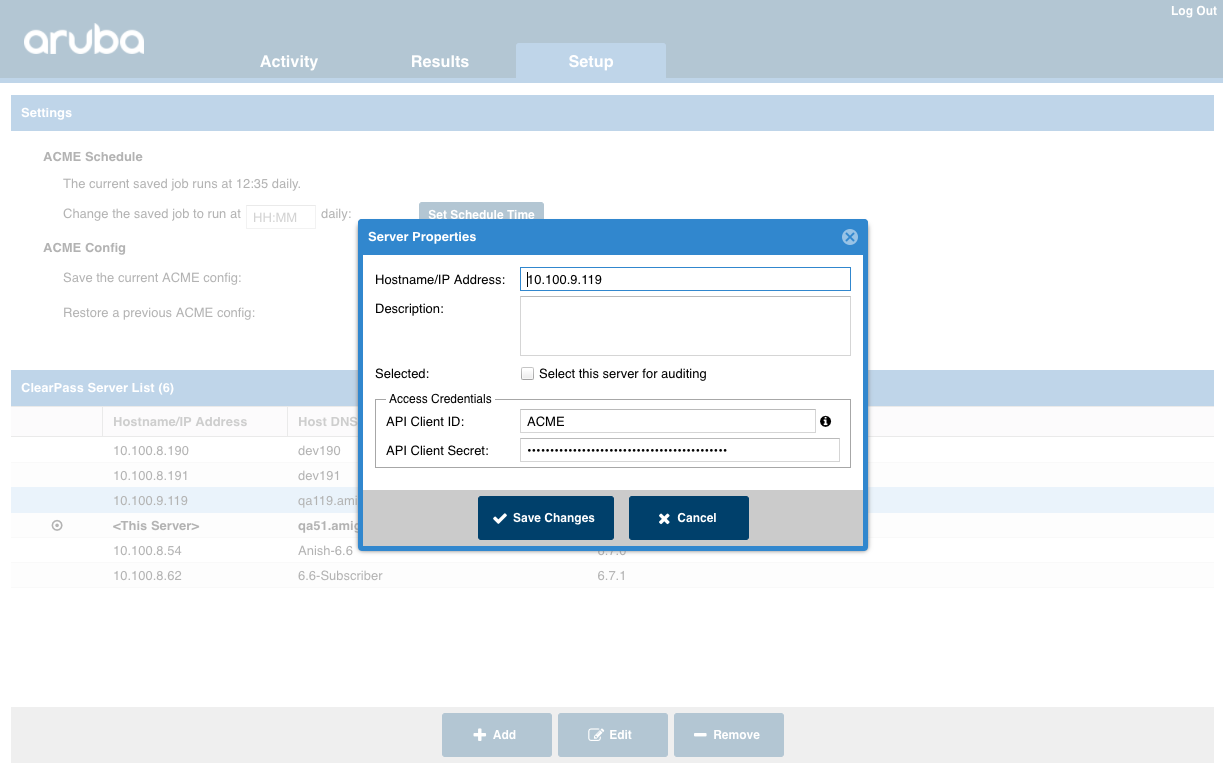 Log Out
aruba
Activity Results Setup
Settings
ACME Schedule
The current saved job runs at 12:35 daily.
Change the saved job to run at HH:MM daily: Set Schedule Time
ACME Config
Save the current ACME config:
Restore a previous ACME config:
Server Properties
Hostname/IP Address: 10.100.9.119
Description:
Selected: Select this server for auditing
Access Credentials
API Client ID: ACME
API Client Secret: ••••••••••••••••••••••••••••••••••••••••••••
Save Changes Cancel
ClearPass Server List (6)
Hostname/IP Address Host DNS
10.100.8.190 dev190
10.100.8.191 dev191
10.100.9.119 qa119.ami
<This Server> qa51.amig
10.100.8.54 Anish-6.6
10.100.8.62 6.6-Subscriber 6.7.1
Add Edit Remove